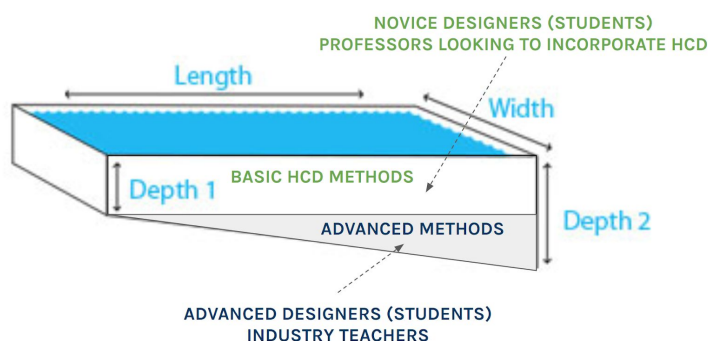 NOVICE DESIGNERS (STUDENTS)
PROFESSORS LOOKING TO INCORPORATE HCD
Length
Width
BASIC HCD METHODS
Depth 1
ADVANCED METHODS
Depth 2
ADVANCED DESIGNERS (STUDENTS)
INDUSTRY TEACHERS